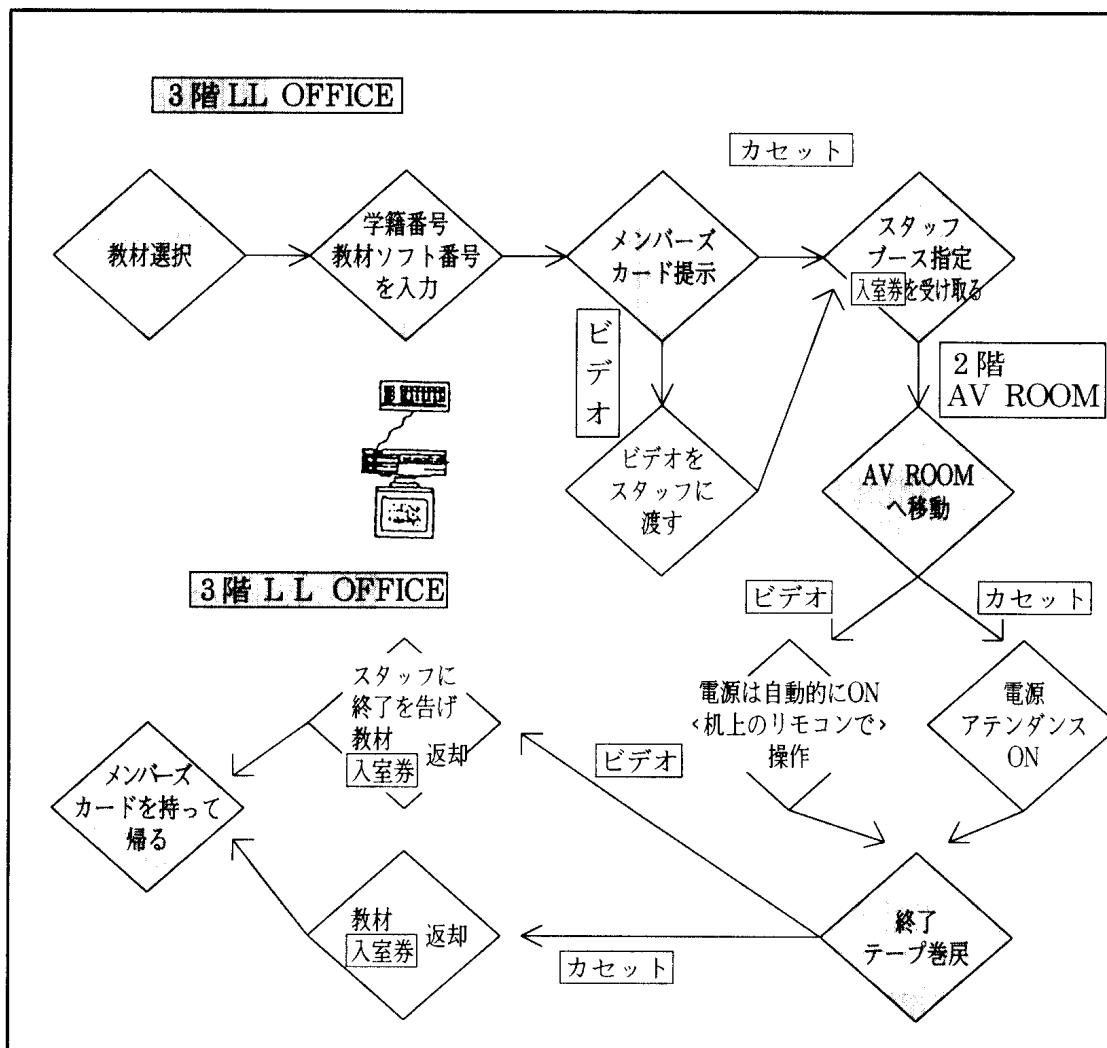 3階 LL OFFICE
カセット
教材選択
学籍番号
教材ソフト番号
を入力
メンバーズ
カード提示
スタッフ
ブース指定
入室券を受け取る
ビデオ
2階
AV ROOM
ビデオを
スタッフに
渡す
AV ROOM
へ移動
3階 LL OFFICE
ビデオ
カセット
スタッフに
終了を告げ
教材
入室券
返却
電源は自動的にON
<机上のリモコンで>
操作
電源
アテンダンス
ON
ビデオ
メンバーズ
カードを持って
帰る
教材
入室券
返却
カセット
終了
テープ巻戻